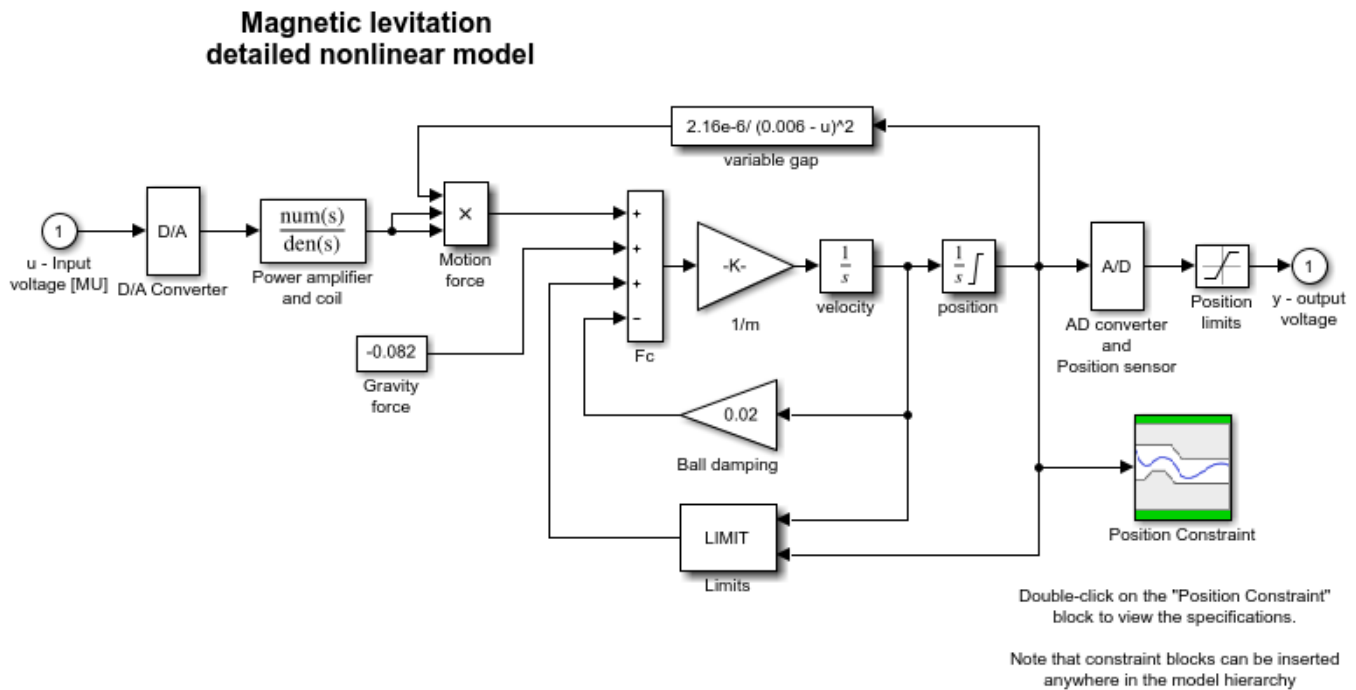 Magnetic levitation
detailed nonlinear model
2.16e-6/ (0.006 - u)^2
variable gap
1
u - Input
voltage [MU]
D/A
D/A Converter
num(s)
den(s)
Power amplifier
and coil
×
Motion
force
-0.082
Gravity
force
+
+
+
−
Fc
-K-
1/m
1
s
velocity
1
s
position
A/D
AD converter
and
Position sensor
Position
limits
1
y - output
voltage
0.02
Ball damping
LIMIT
Limits
Position Constraint
Double-click on the "Position Constraint"
block to view the specifications.
Note that constraint blocks can be inserted
anywhere in the model hierarchy